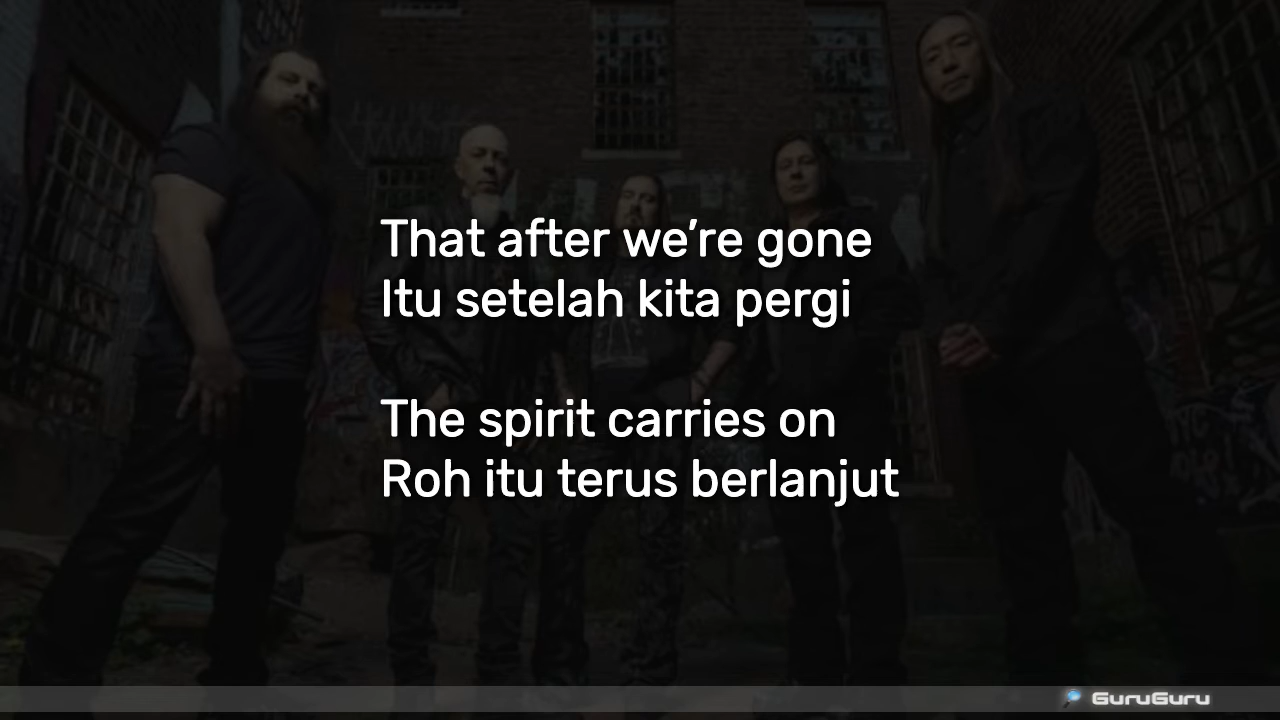 That after we’re gone
Itu setelah kita pergi
The spirit carries on
Roh itu terus berlanjut
GuruGuru